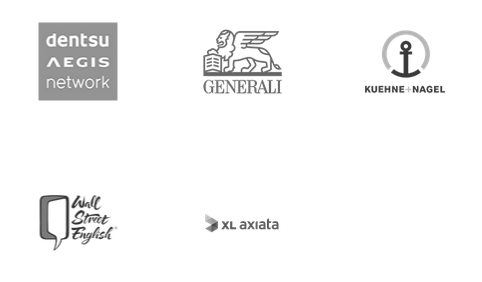 dentsu
AEGIS
network
GENERALI
KUEHNE+NAGEL
Wall
Street
English
XL axiata